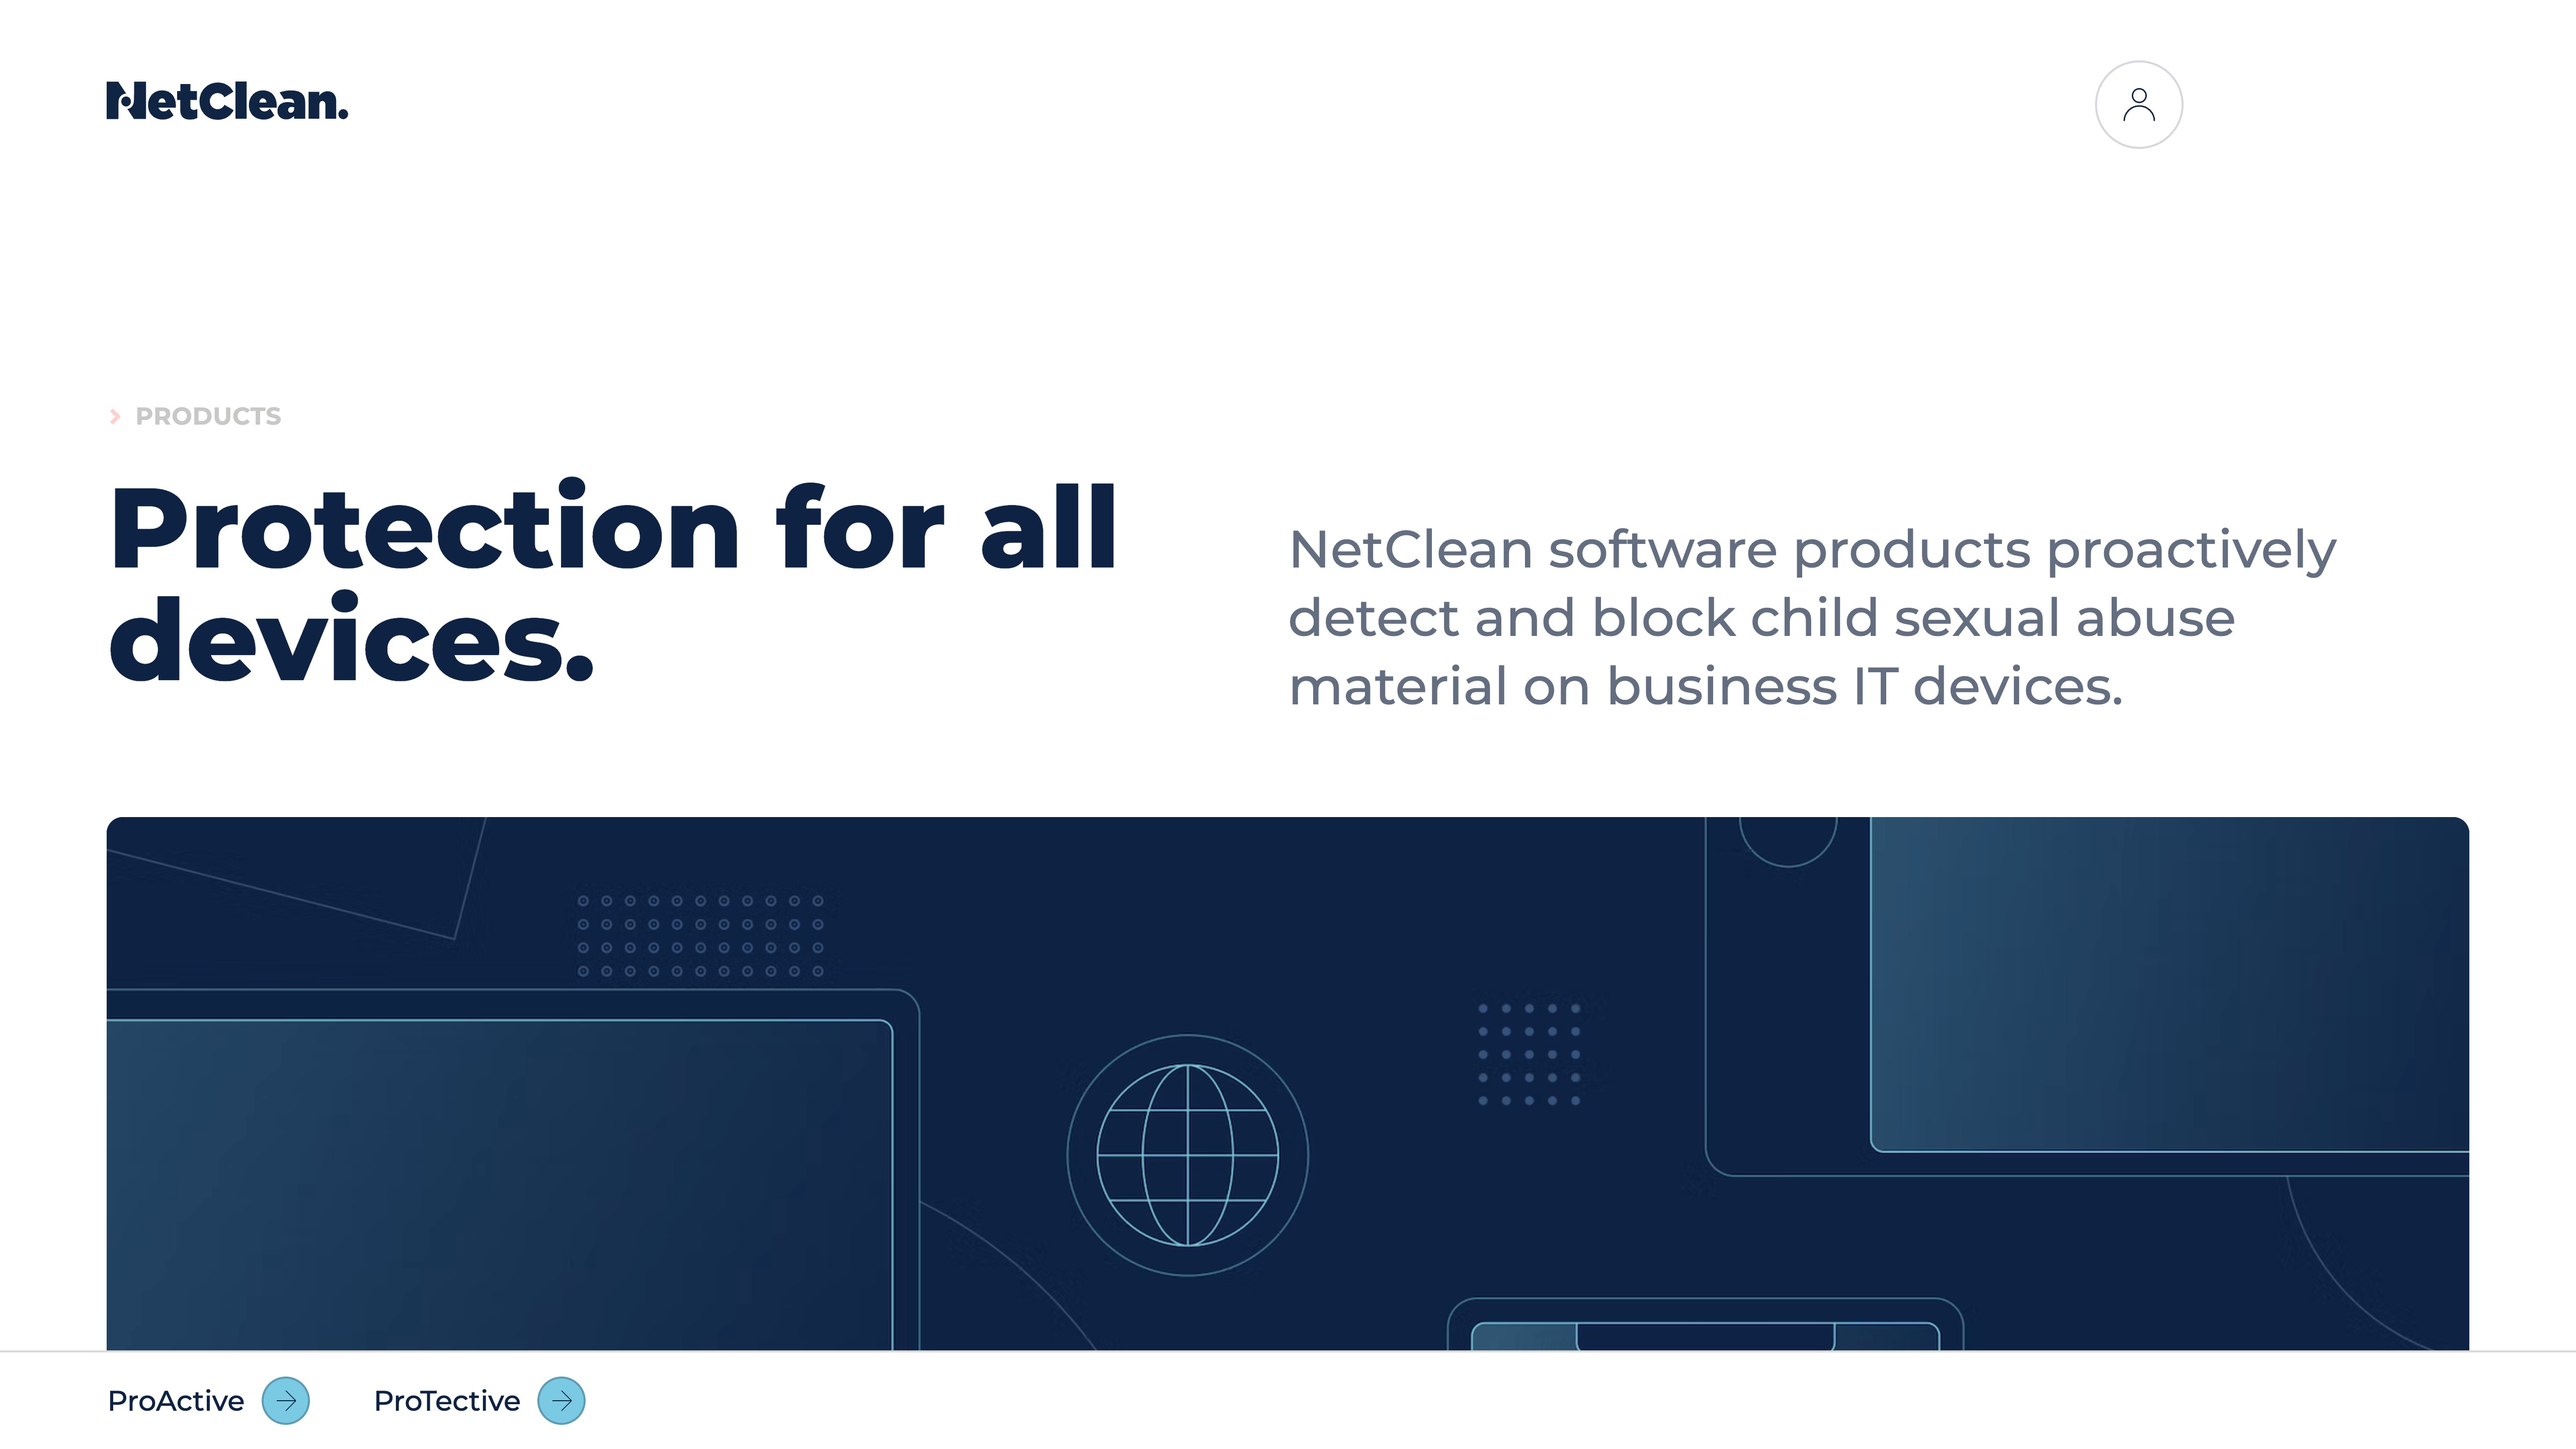 NetClean.
PRODUCTS
Protection for all
devices.
NetClean software products proactively
detect and block child sexual abuse
material on business IT devices.
ProActive
ProTective